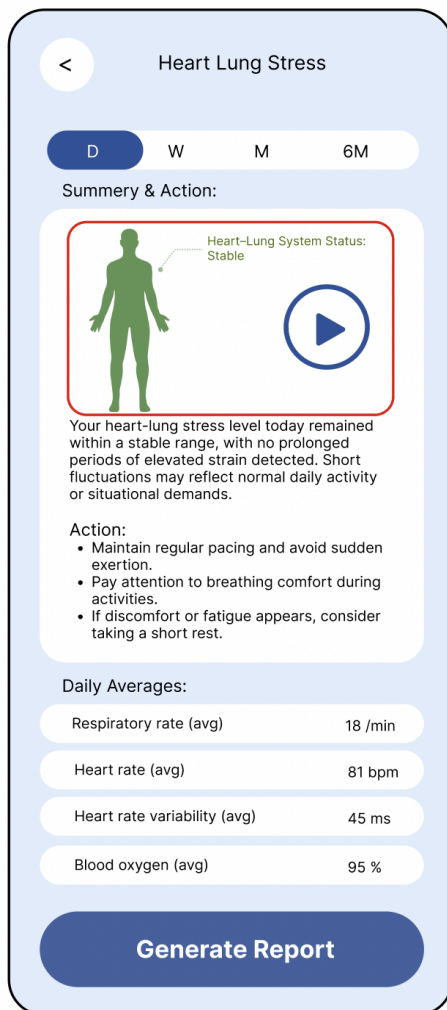 <
Heart Lung Stress
D W M 6M
Summery & Action:
Heart–Lung System Status:
Stable
Your heart-lung stress level today remained
within a stable range, with no prolonged
periods of elevated strain detected. Short
fluctuations may reflect normal daily activity
or situational demands.
Action:
• Maintain regular pacing and avoid sudden
exertion.
• Pay attention to breathing comfort during
activities.
• If discomfort or fatigue appears, consider
taking a short rest.
Daily Averages:
Respiratory rate (avg) 18 /min
Heart rate (avg) 81 bpm
Heart rate variability (avg) 45 ms
Blood oxygen (avg) 95 %
Generate Report